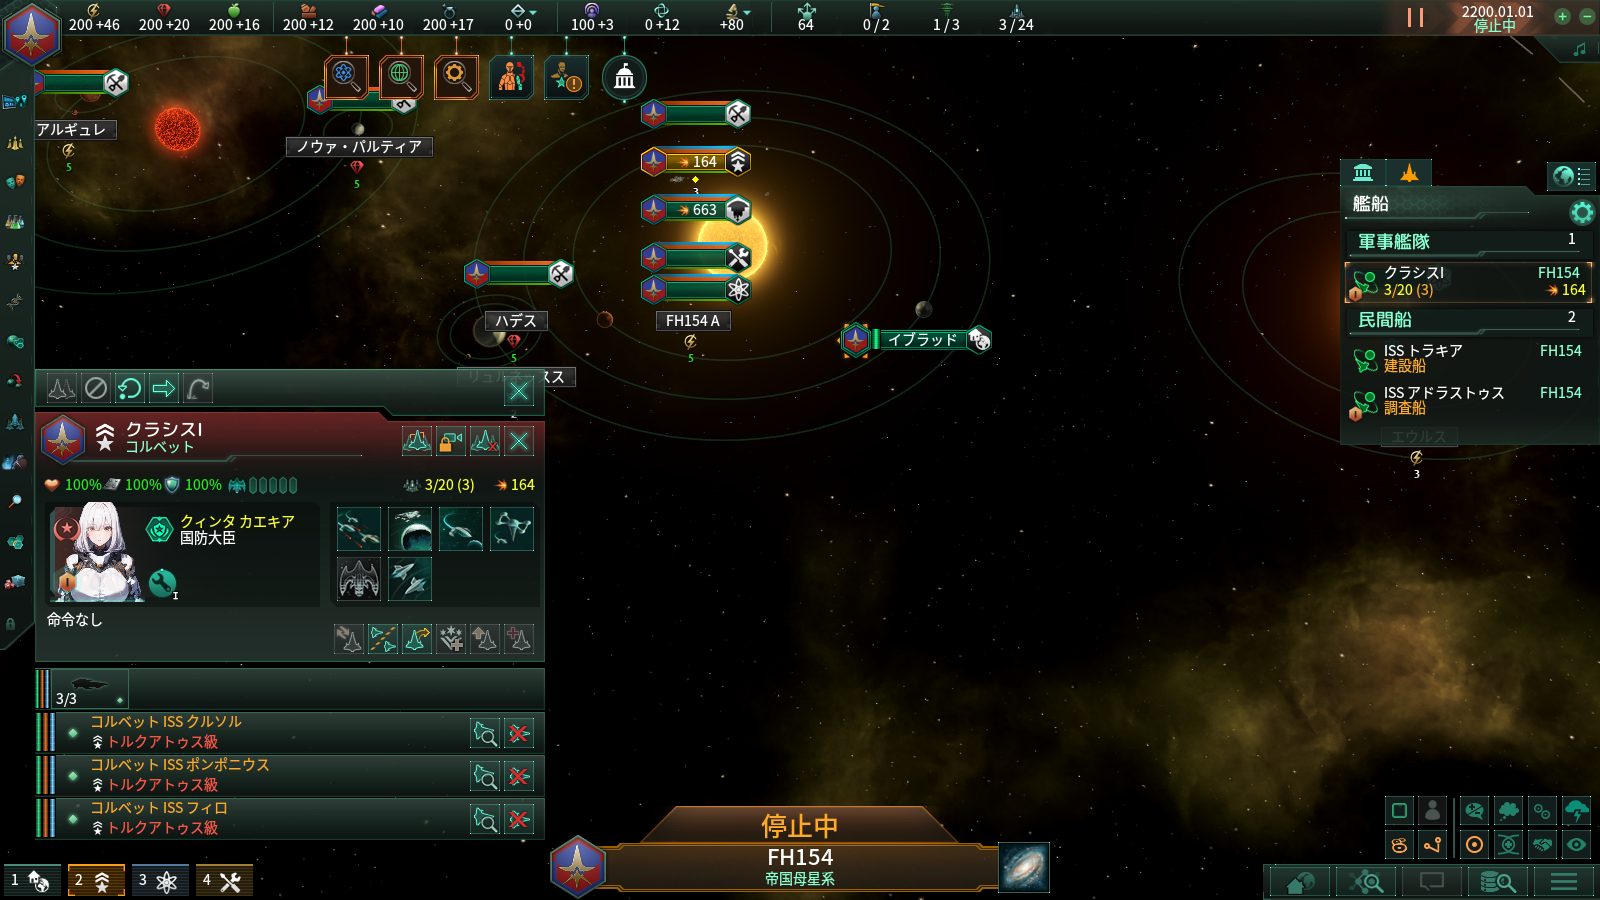 200 +46 200 +20 200 +16 200 +12 200 +10 200 +17 0 +0 100 +3 0 +12 +80 64 0 / 2 1 / 3 3 / 24
2200.01.01
停止中
アルギュレ
5
ノウァ・パルティア
5
164
3
663
FH154 A
5
ハデス
5
イブラッド
艦船
軍事艦隊 1
クラシスI FH154
3/20 (3) 164
民間船 2
ISS トラキア FH154
建設船
ISS アドラストゥス FH154
調査船
エウルス
3
2
クラシスI
コルベット
100% 100% 100% 3/20 (3) 164
クィンタ カエキア
国防大臣
I
命令なし
3/3
コルベット ISS クルソル
トルクアトゥス級
コルベット ISS ポンポニウス
トルクアトゥス級
コルベット ISS フィロ
トルクアトゥス級
1 2 3 4
停止中
FH154
帝国母星系